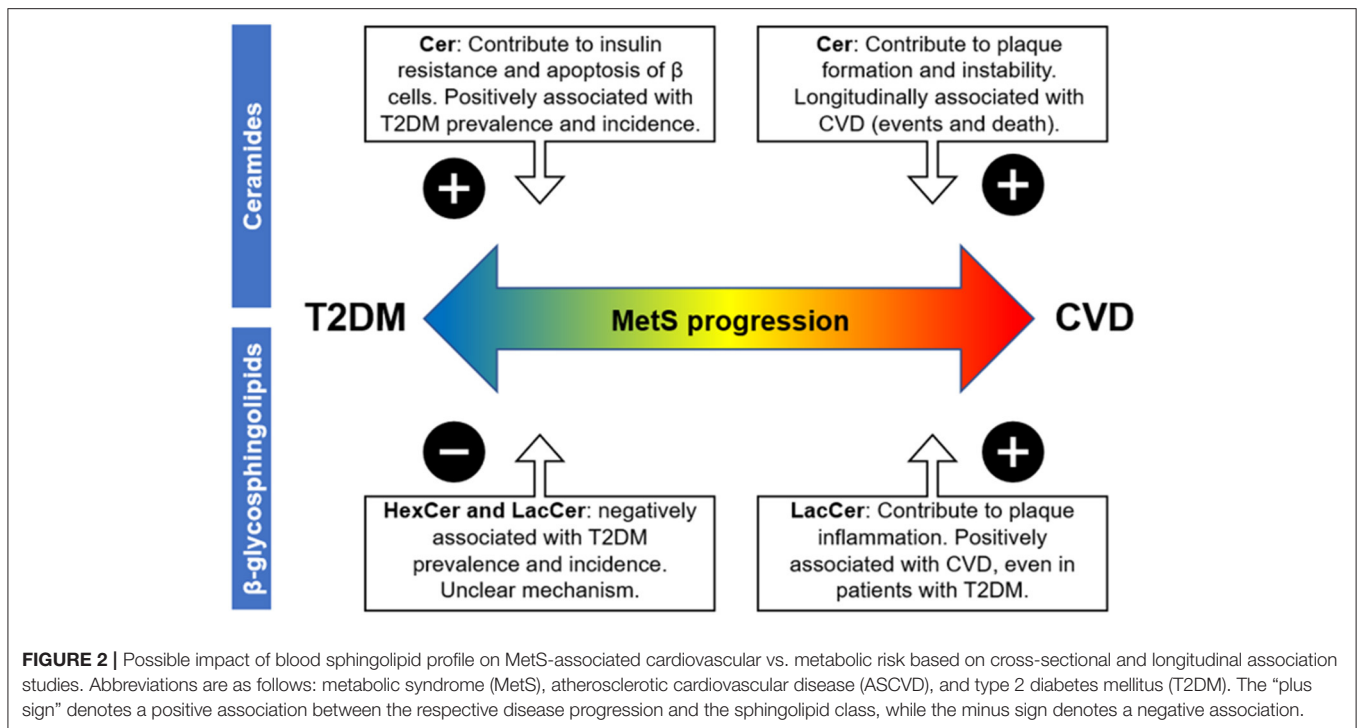 Ceramides
Cer: Contribute to insulin
resistance and apoptosis of β
cells. Positively associated with
T2DM prevalence and incidence.
Cer: Contribute to plaque
formation and instability.
Longitudinally associated with
CVD (events and death).
+
+
T2DM
MetS progression
CVD
β-glycosphingolipids
−
+
HexCer and LacCer: negatively
associated with T2DM
prevalence and incidence.
Unclear mechanism.
LacCer: Contribute to plaque
inflammation. Positively
associated with CVD, even in
patients with T2DM.
FIGURE 2 | Possible impact of blood sphingolipid profile on MetS-associated cardiovascular vs. metabolic risk based on cross-sectional and longitudinal association
studies. Abbreviations are as follows: metabolic syndrome (MetS), atherosclerotic cardiovascular disease (ASCVD), and type 2 diabetes mellitus (T2DM). The “plus
sign” denotes a positive association between the respective disease progression and the sphingolipid class, while the minus sign denotes a negative association.